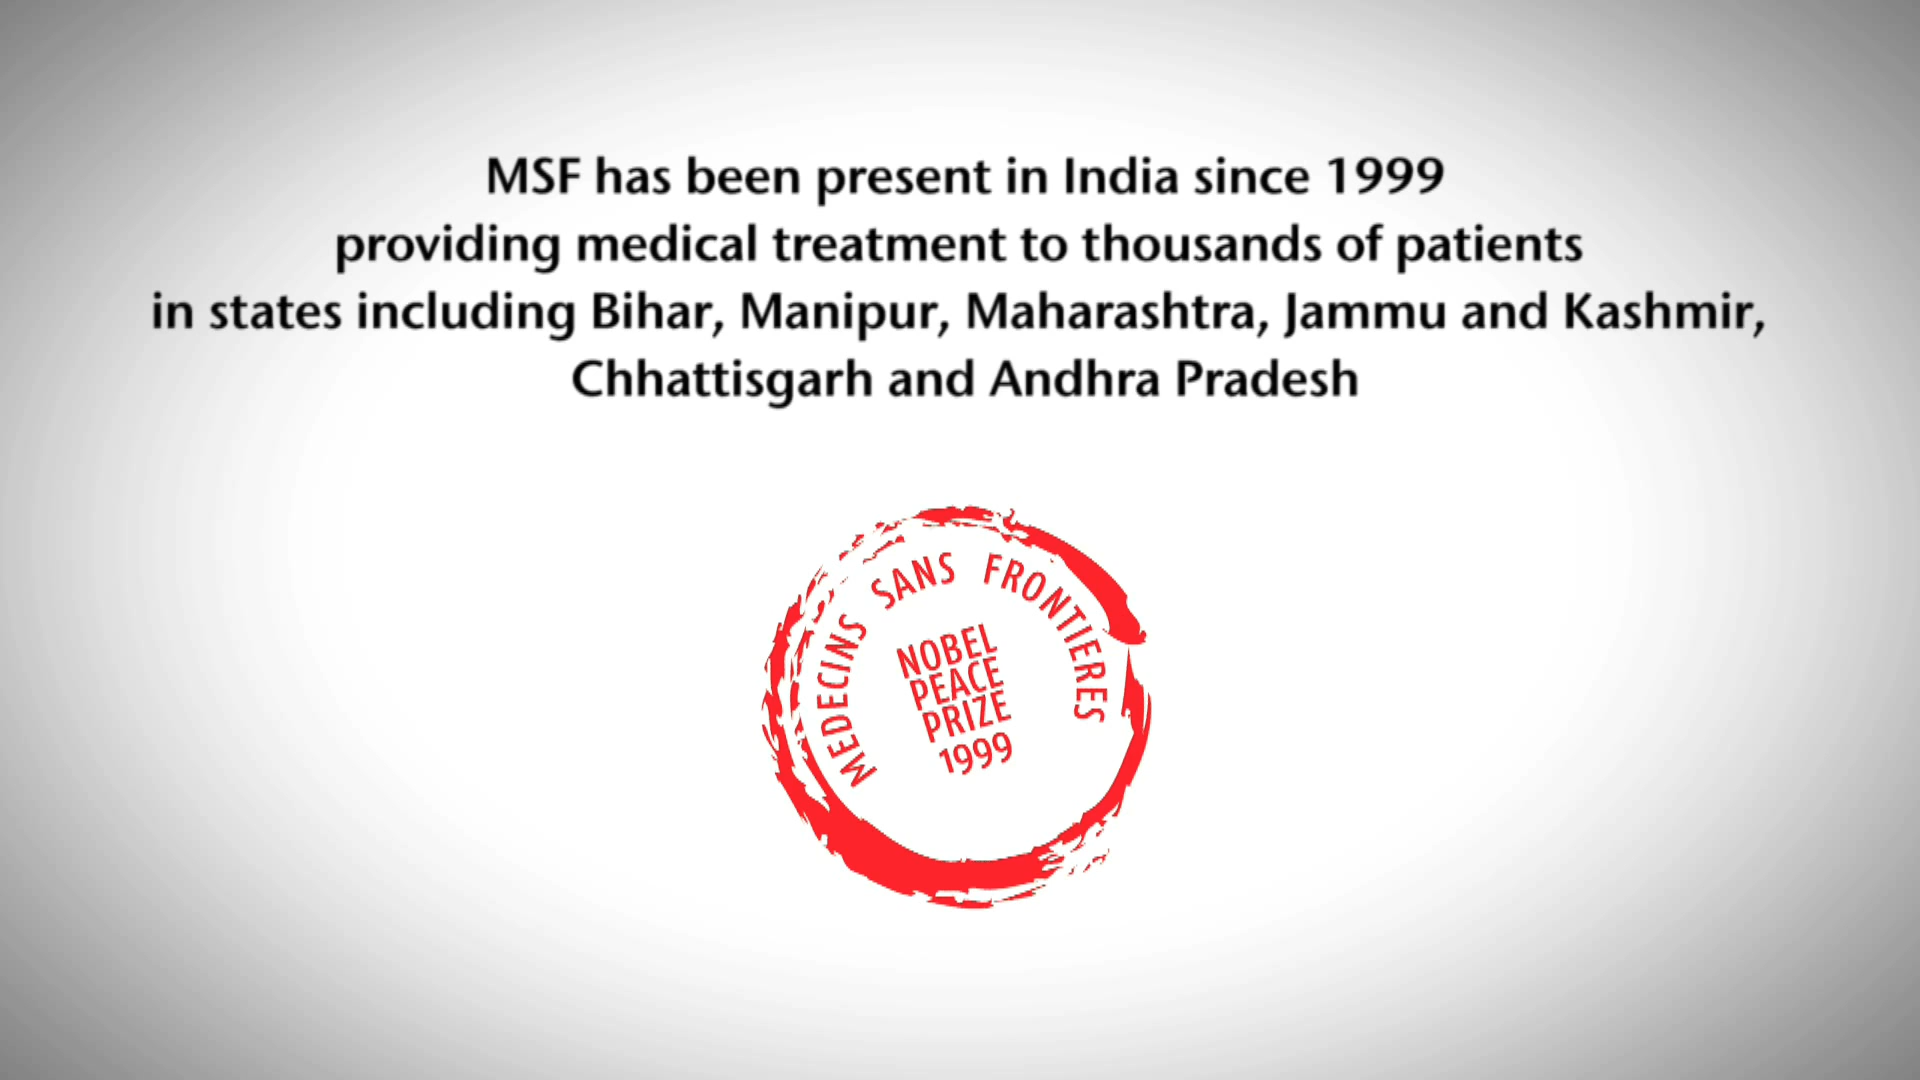 MSF has been present in India since 1999
providing medical treatment to thousands of patients
in states including Bihar, Manipur, Maharashtra, Jammu and Kashmir,
Chhattisgarh and Andhra Pradesh
MEDECINS SANS FRONTIERES
NOBEL
PEACE
PRIZE
1999